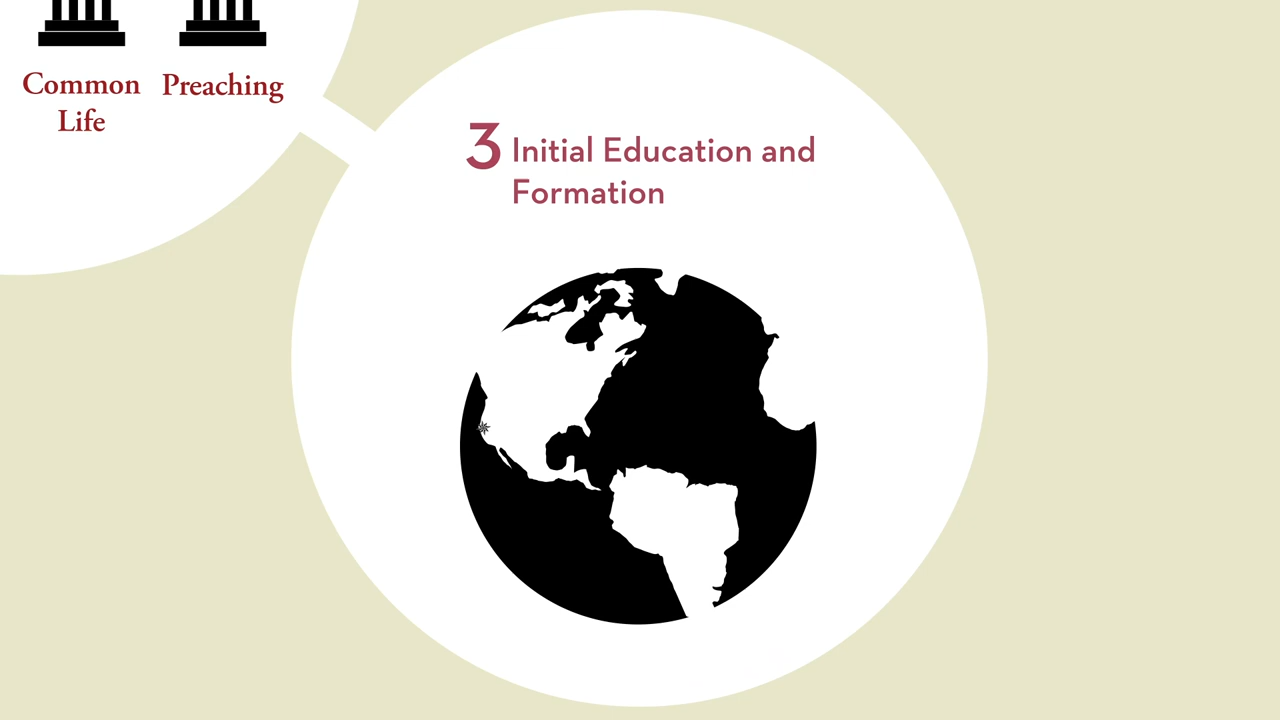 Common
Life
Preaching
3 Initial Education and
Formation